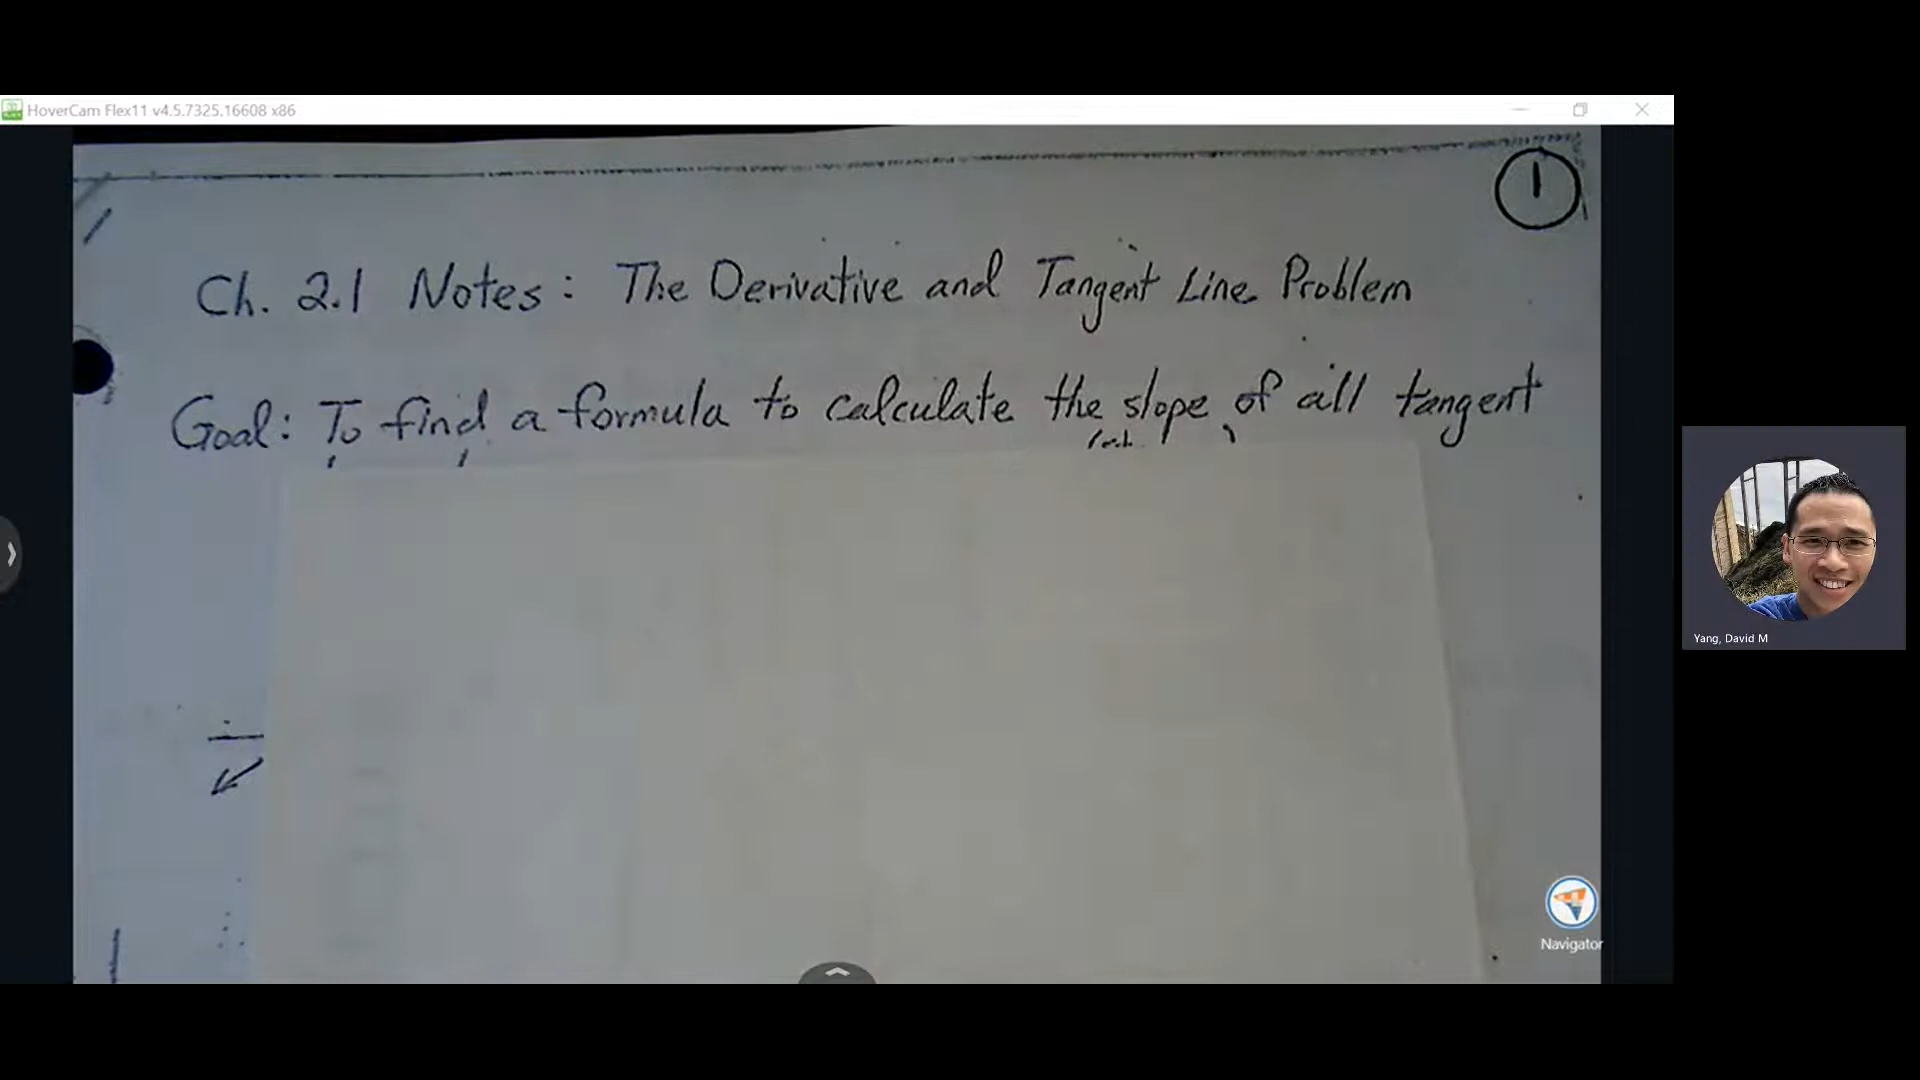 HoverCam Flex11 v4.5.7325.16608 x86
1
Ch. 2.1 Notes: The Derivative and Tangent Line Problem
Goal: To find a formula to calculate the slope of all tangent
Yang, David M
Navigator